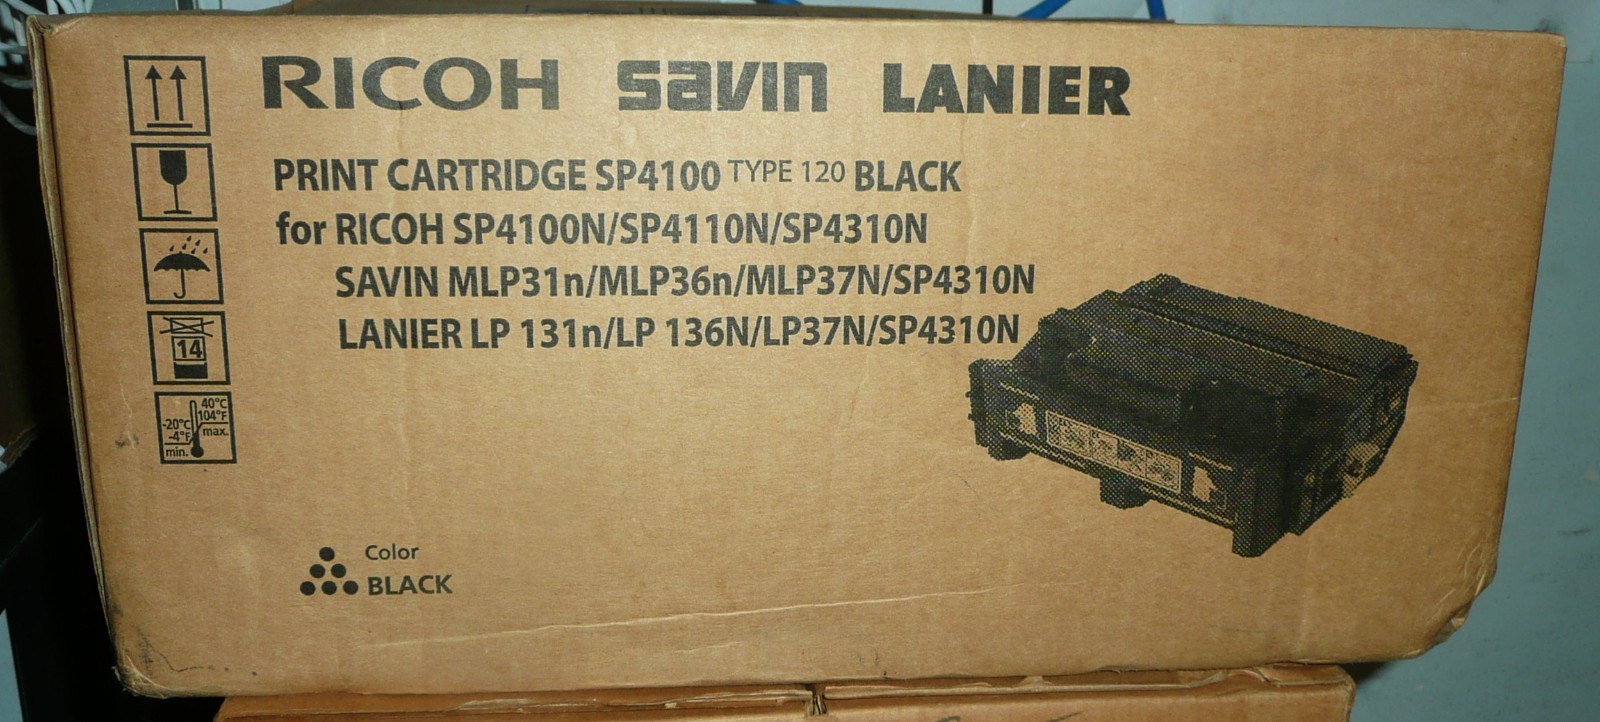 RICOH savin LANIER
PRINT CARTRIDGE SP4100 TYPE 120 BLACK
for RICOH SP4100N/SP4110N/SP4310N
SAVIN MLP31n/MLP36n/MLP37N/SP4310N
LANIER LP 131n/LP 136N/LP37N/SP4310N
14
40°C
104°F
max.
-20°C
-4°F
min.
Color
BLACK